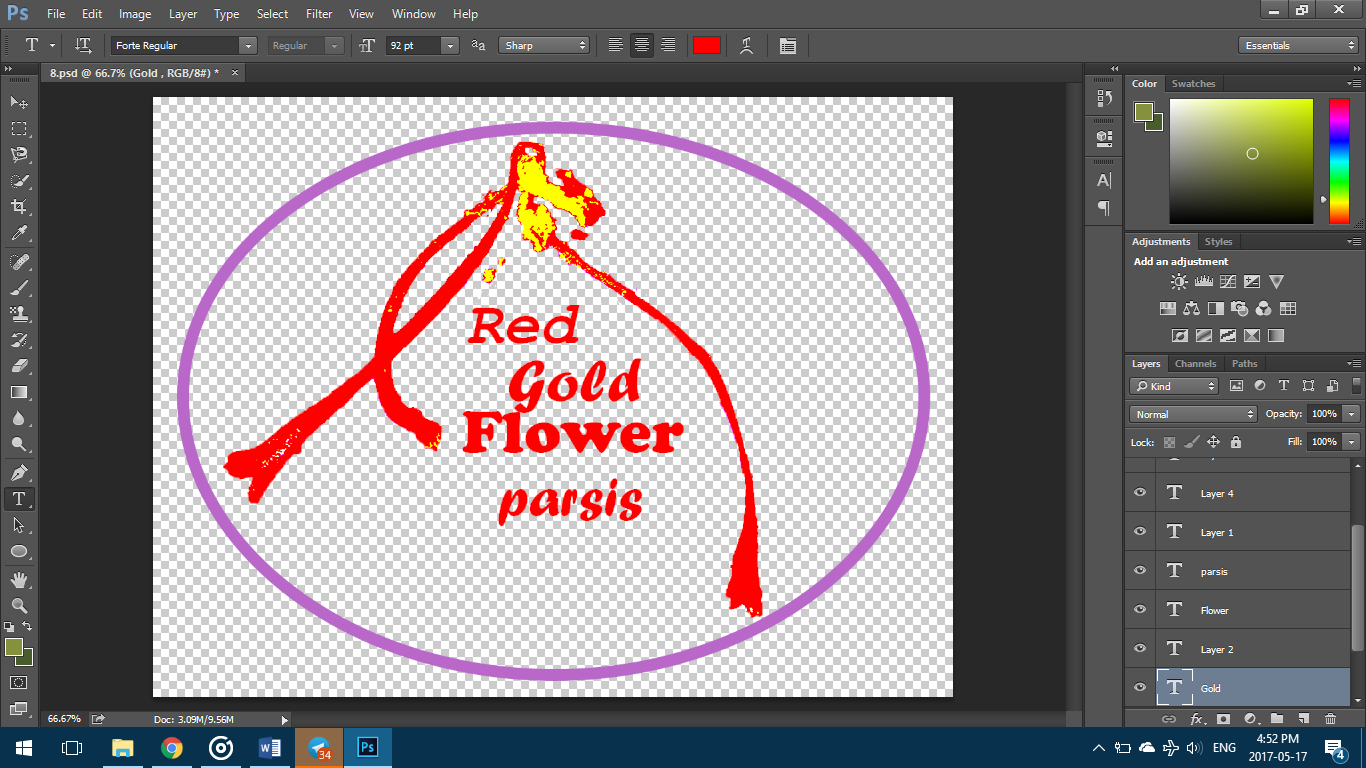 Ps File Edit Image Layer Type Select Filter View Window Help
T Forte Regular Regular 92 pt aa Sharp Essentials
8.psd @ 66.7% (Gold , RGB/8#) * ×
Color Swatches
Red
Gold
Flower
parsis
A
Adjustments Styles
Add an adjustment
Layers Channels Paths
Kind
Normal Opacity: 100%
Lock: Fill: 100%
T Layer 4
T Layer 1
T parsis
T Flower
T Layer 2
T Gold
fx
66.67% Doc: 3.09M/9.56M
W 34 Ps ENG 4:52 PM
2017-05-17 4